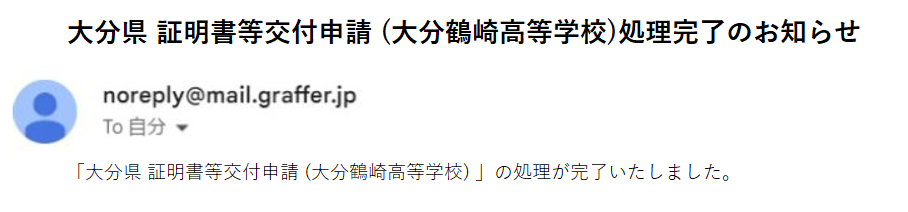 大分県 証明書等交付申請 (大分鶴崎高等学校)処理完了のお知らせ
noreply@mail.graffer.jp
To 自分
「大分県 証明書等交付申請 (大分鶴崎高等学校) 」の処理が完了いたしました。